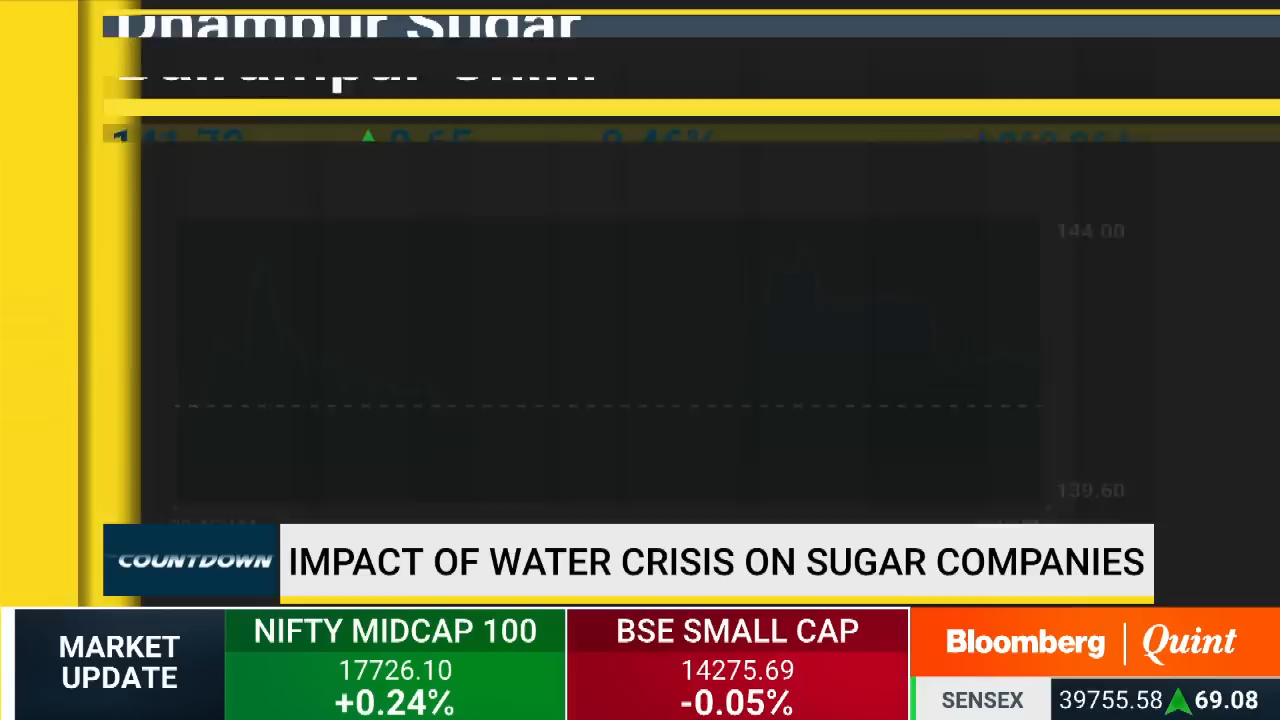 Dhampur Sugar
144.00
139.60
COUNTDOWN
IMPACT OF WATER CRISIS ON SUGAR COMPANIES
MARKET UPDATE
NIFTY MIDCAP 100
17726.10
+0.24%
BSE SMALL CAP
14275.69
-0.05%
Bloomberg | Quint
SENSEX 39755.58 ▲ 69.08